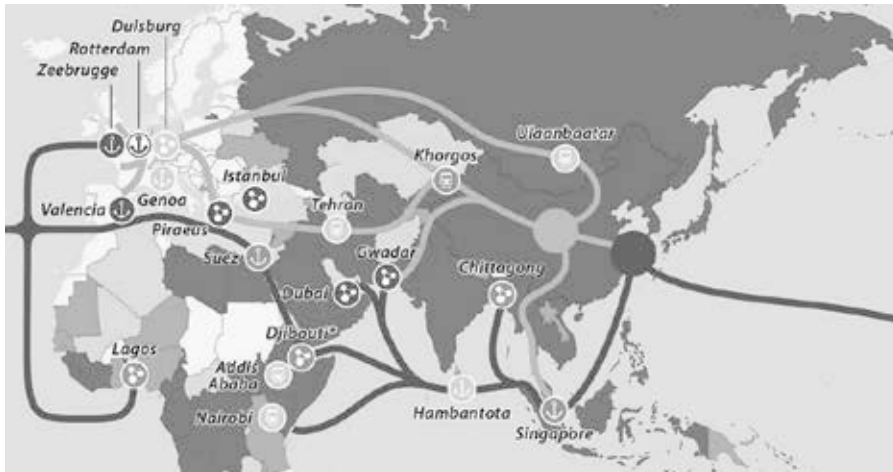 Duisburg
Rotterdam
Zeebrugge
Ulaanbaatar
Khorgos
Istanbul
Valencia
Genoa
Tehran
Piraeus
Suez
Gwadar
Chittagong
Dubai
Djibouti*
Lagos
Addis
Ababa
Nairobi
Hambantota
Singapore